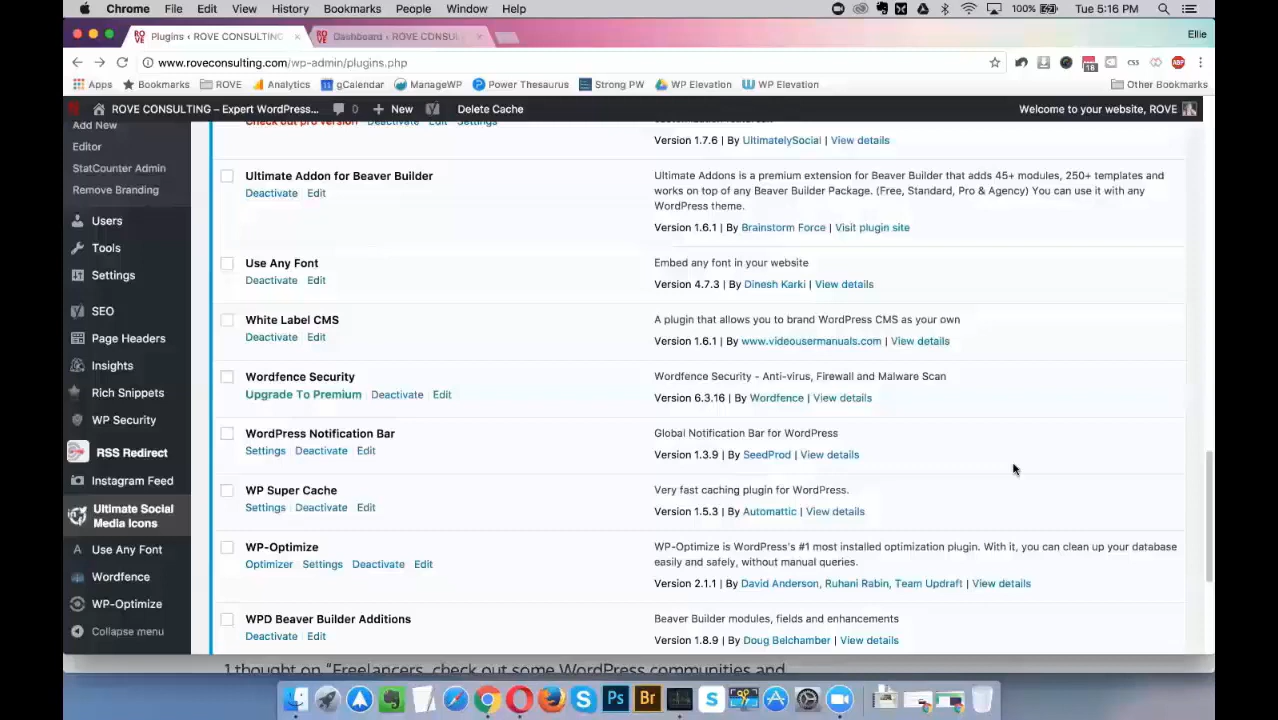 Chrome File Edit View History Bookmarks People Window Help 100% Tue 5:16 PM
Plugins ‹ ROVE CONSULTING × Dashboard ‹ ROVE CONSUL × Ellie
www.roveconsulting.com/wp-admin/plugins.php 18 CSS ABP
Apps Bookmarks ROVE Analytics gCalendar ManageWP Power Thesaurus Strong PW WP Elevation WP Elevation Other Bookmarks
ROVE CONSULTING – Expert WordPress... 0 New Delete Cache Welcome to your website, ROVE
Add New
Editor
StatCounter Admin
Remove Branding
Users
Tools
Settings
SEO
Page Headers
Insights
Rich Snippets
WP Security
RSS Redirect
Instagram Feed
Ultimate Social
Media Icons
Use Any Font
Wordfence
WP-Optimize
Collapse menu
Check out pro version Deactivate Edit Settings
Version 1.7.6 | By UltimatelySocial | View details
Ultimate Addon for Beaver Builder
Deactivate | Edit
Ultimate Addons is a premium extension for Beaver Builder that adds 45+ modules, 250+ templates and
works on top of any Beaver Builder Package. (Free, Standard, Pro & Agency) You can use it with any
WordPress theme.
Version 1.6.1 | By Brainstorm Force | Visit plugin site
Use Any Font
Deactivate | Edit
Embed any font in your website
Version 4.7.3 | By Dinesh Karki | View details
White Label CMS
Deactivate | Edit
A plugin that allows you to brand WordPress CMS as your own
Version 1.6.1 | By www.videousermanuals.com | View details
Wordfence Security
Upgrade To Premium | Deactivate | Edit
Wordfence Security - Anti-virus, Firewall and Malware Scan
Version 6.3.16 | By Wordfence | View details
WordPress Notification Bar
Settings | Deactivate | Edit
Global Notification Bar for WordPress
Version 1.3.9 | By SeedProd | View details
WP Super Cache
Settings | Deactivate | Edit
Very fast caching plugin for WordPress.
Version 1.5.3 | By Automattic | View details
WP-Optimize
Optimizer | Settings | Deactivate | Edit
WP-Optimize is WordPress's #1 most installed optimization plugin. With it, you can clean up your database
easily and safely, without manual queries.
Version 2.1.1 | By David Anderson, Ruhani Rabin, Team Updraft | View details
WPD Beaver Builder Additions
Deactivate | Edit
Beaver Builder modules, fields and enhancements
Version 1.8.9 | By Doug Belchamber | View details
1 thought on “Freelancers, check out some WordPress communities and
Ps Br